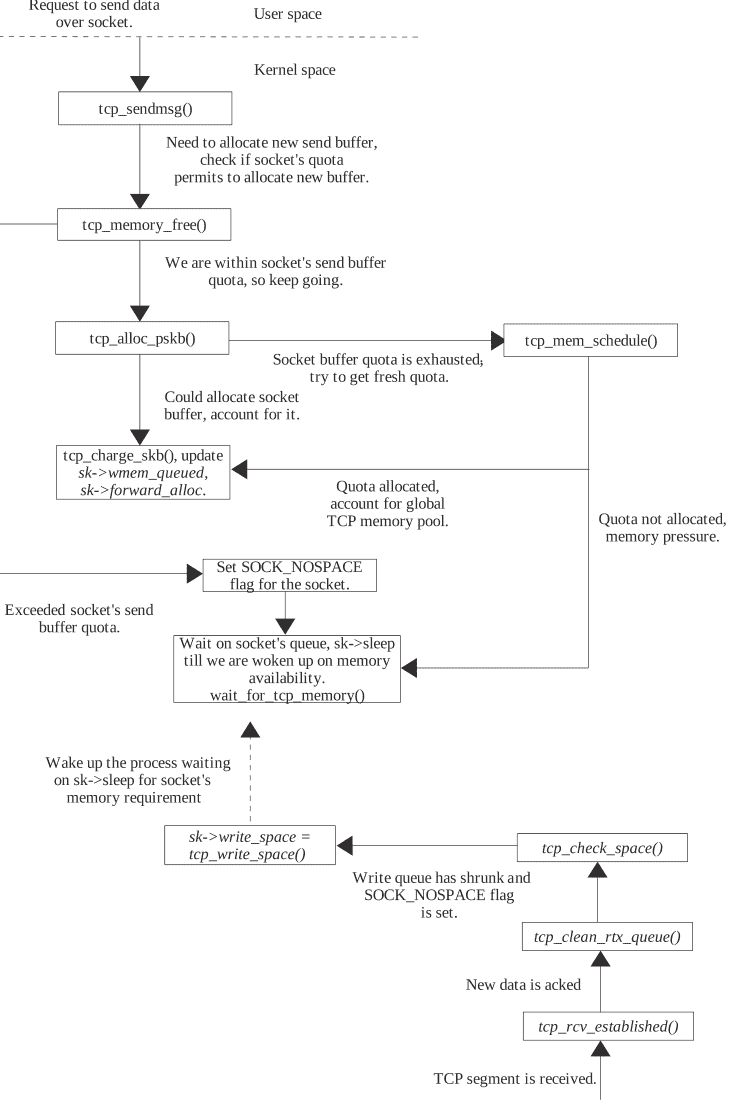 Request to send data
over socket.
User space
Kernel space
tcp_sendmsg()
Need to allocate new send buffer,
check if socket's quota
permits to allocate new buffer.
tcp_memory_free()
We are within socket's send buffer
quota, so keep going.
tcp_alloc_pskb()
tcp_mem_schedule()
Socket buffer quota is exhausted;
try to get fresh quota.
Could allocate socket
buffer, account for it.
tcp_charge_skb(), update
sk->wmem_queued,
sk->forward_alloc.
Quota allocated,
account for global
TCP memory pool.
Quota not allocated,
memory pressure.
Set SOCK_NOSPACE
flag for the socket.
Exceeded socket's send
buffer quota.
Wait on socket's queue, sk->sleep
till we are woken up on memory
availability.
wait_for_tcp_memory()
Wake up the process waiting
on sk->sleep for socket's
memory requirement
sk->write_space =
tcp_write_space()
tcp_check_space()
Write queue has shrunk and
SOCK_NOSPACE flag
is set.
tcp_clean_rtx_queue()
New data is acked
tcp_rcv_established()
TCP segment is received.